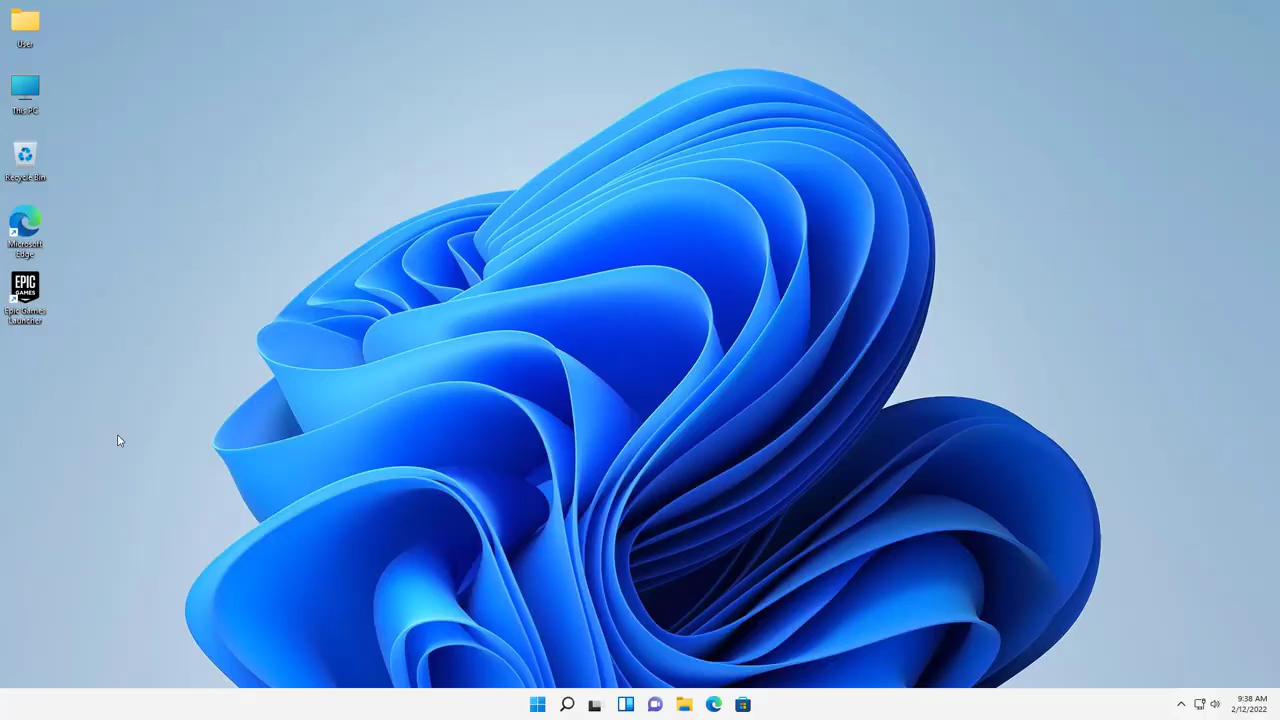 User
This PC
Recycle Bin
Microsoft
Edge
EPIC
GAMES
Epic Games
Launcher
9:38 AM
2/12/2022